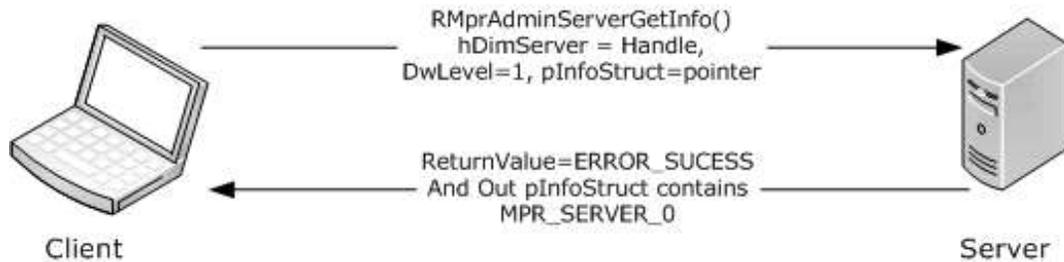 RMprAdminServerGetInfo()
hDimServer = Handle,
DwLevel=1, pInfoStruct=pointer
ReturnValue=ERROR_SUCESS
And Out pInfoStruct contains
MPR_SERVER_0
Client
Server